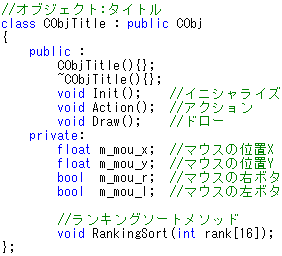 //オブジェクト:タイトル
class CObjTitle : public CObj
{
    public :
        CObjTitle(){};
        ~CObjTitle(){};
        void Init();    //イニシャライズ
        void Action();  //アクション
        void Draw();    //ドロー
    private:
        float m_mou_x;  //マウスの位置X
        float m_mou_y;  //マウスの位置Y
        bool  m_mou_r;  //マウスの右ボタ
        bool  m_mou_l;  //マウスの左ボタ

        //ランキングソートメソッド
        void RankingSort(int rank[16]);
};